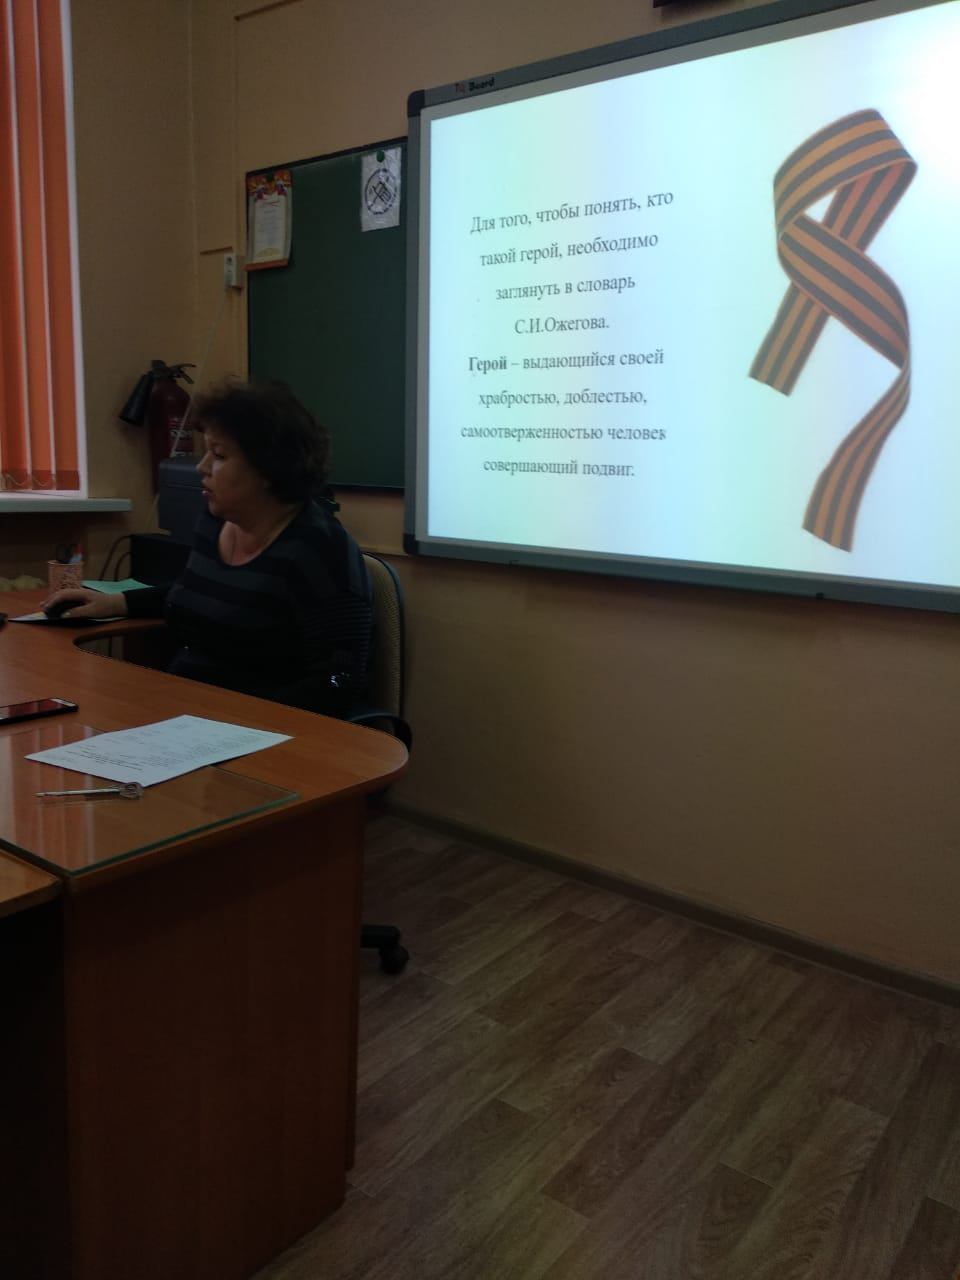 Board
Для того, чтобы понять, кто
такой герой, необходимо
заглянуть в словарь
С.И.Ожегова.
Герой – выдающийся своей
храбростью, доблестью,
самоотверженностью человек
совершающий подвиг.